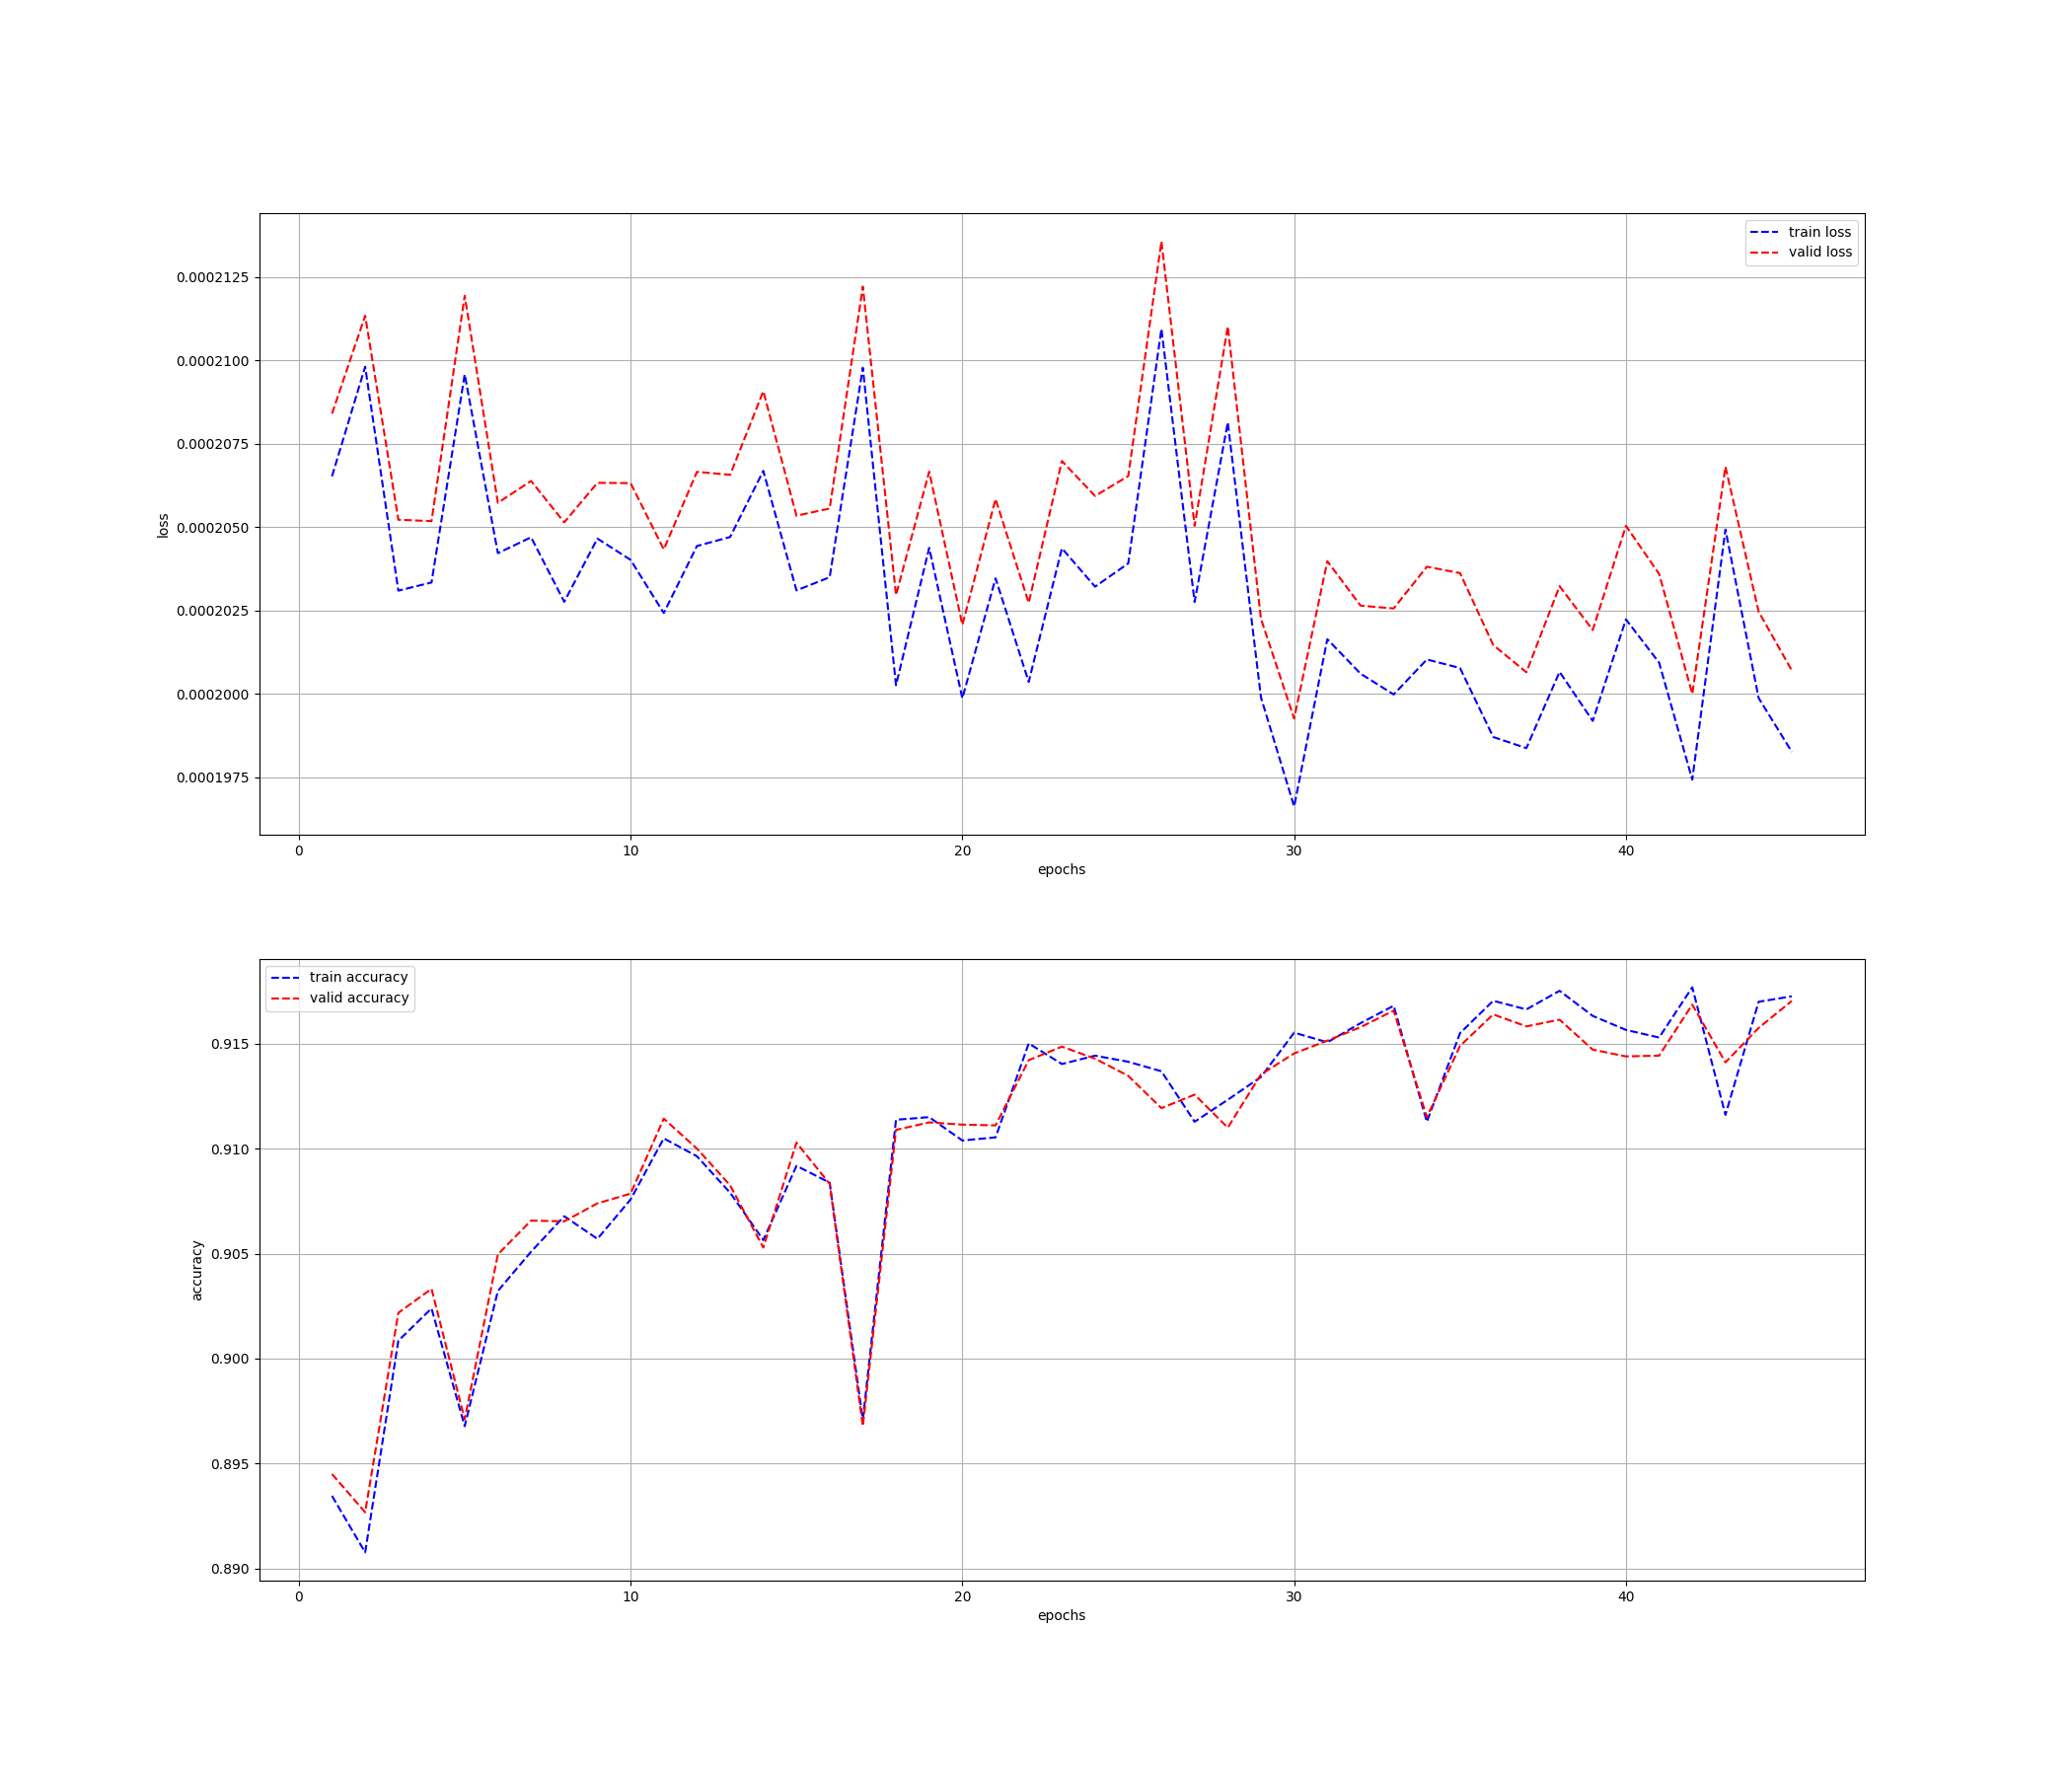 train loss
valid loss
0.0002125
0.0002100
0.0002075
0.0002050
0.0002025
0.0002000
0.0001975
loss
0 10 20 30 40
epochs
train accuracy
valid accuracy
0.915
0.910
0.905
0.900
0.895
0.890
accuracy
0 10 20 30 40
epochs